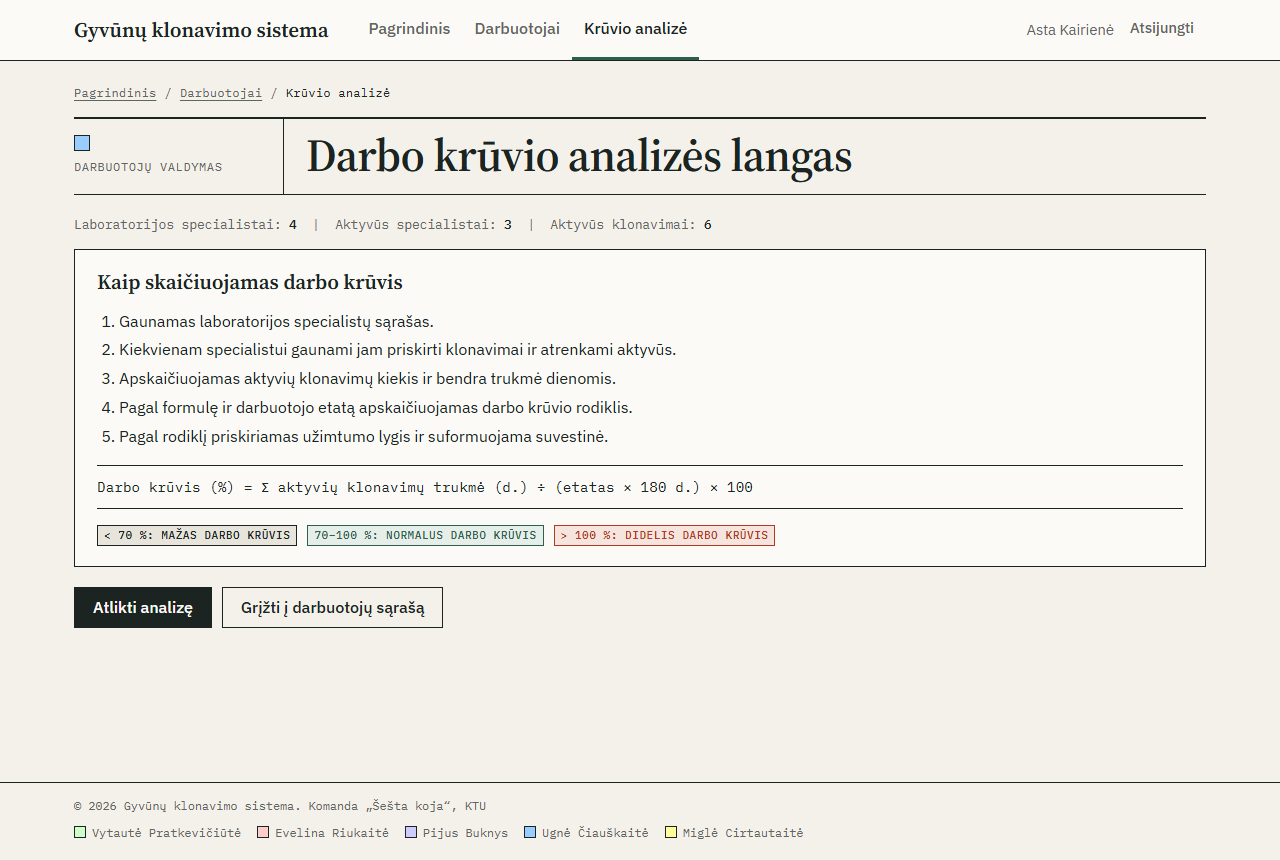 Gyvūnų klonavimo sistema Pagrindinis Darbuotojai Krūvio analizė Asta Kairienė Atsijungti
Pagrindinis / Darbuotojai / Krūvio analizė
DARBUOTOJŲ VALDYMAS
Darbo krūvio analizės langas
Laboratorijos specialistai: 4 | Aktyvūs specialistai: 3 | Aktyvūs klonavimai: 6
Kaip skaičiuojamas darbo krūvis
1. Gaunamas laboratorijos specialistų sąrašas.
2. Kiekvienam specialistui gaunami jam priskirti klonavimai ir atrenkami aktyvūs.
3. Apskaičiuojamas aktyvių klonavimų kiekis ir bendra trukmė dienomis.
4. Pagal formulę ir darbuotojo etatą apskaičiuojamas darbo krūvio rodiklis.
5. Pagal rodiklį priskiriamas užimtumo lygis ir suformuojama suvestinė.
Darbo krūvis (%) = Σ aktyvių klonavimų trukmė (d.) ÷ (etatas × 180 d.) × 100
< 70 %: MAŽAS DARBO KRŪVIS 70–100 %: NORMALUS DARBO KRŪVIS > 100 %: DIDELIS DARBO KRŪVIS
Atlikti analizę Grįžti į darbuotojų sąrašą
© 2026 Gyvūnų klonavimo sistema. Komanda „Šešta koja“, KTU
Vytautė Pratkevičiūtė Evelina Riukaitė Pijus Buknys Ugnė Čiauškaitė Miglė Cirtautaitė